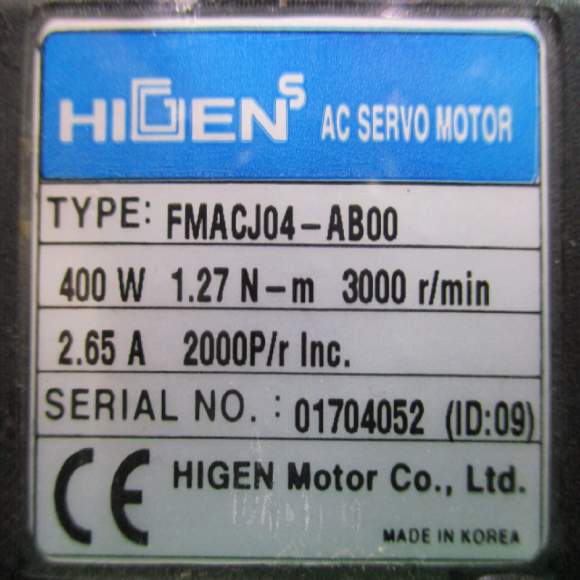 HIGEN S AC SERVO MOTOR
TYPE: FMACJ04-AB00
400 W 1.27 N-m 3000 r/min
2.65 A 2000P/r Inc.
SERIAL NO. : 01704052 (ID:09)
CE HIGEN Motor Co., Ltd.
MADE IN KOREA